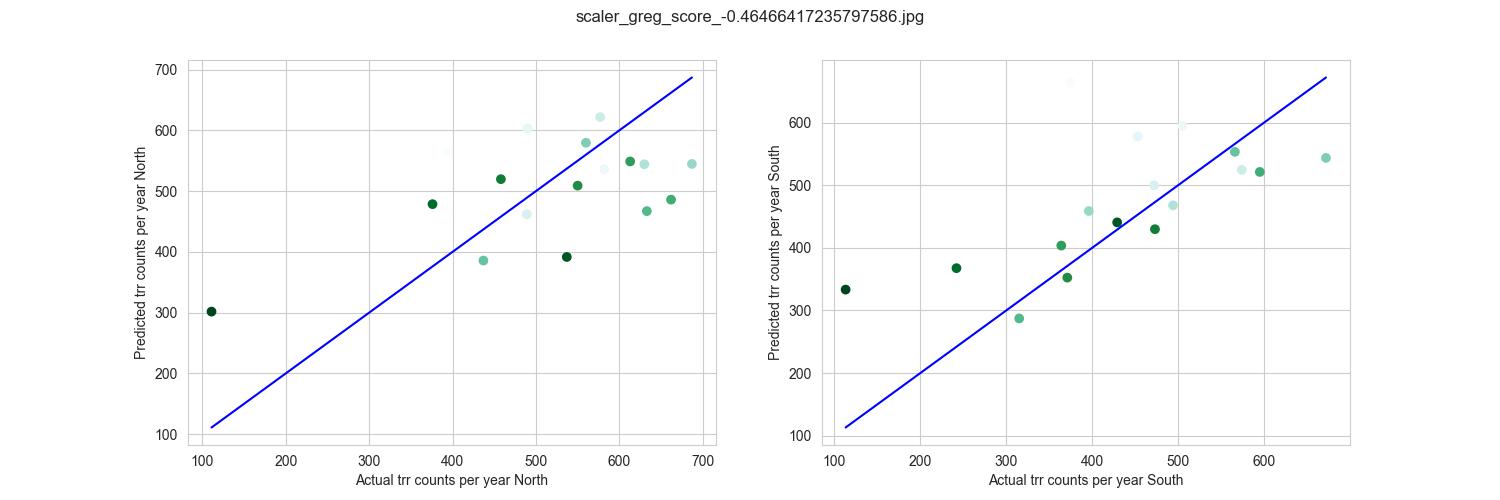 scaler_greg_score_-0.46466417235797586.jpg
Predicted trr counts per year North
700
600
500
400
300
200
100
100 200 300 400 500 600 700
Actual trr counts per year North
Predicted trr counts per year South
600
500
400
300
200
100
100 200 300 400 500 600
Actual trr counts per year South